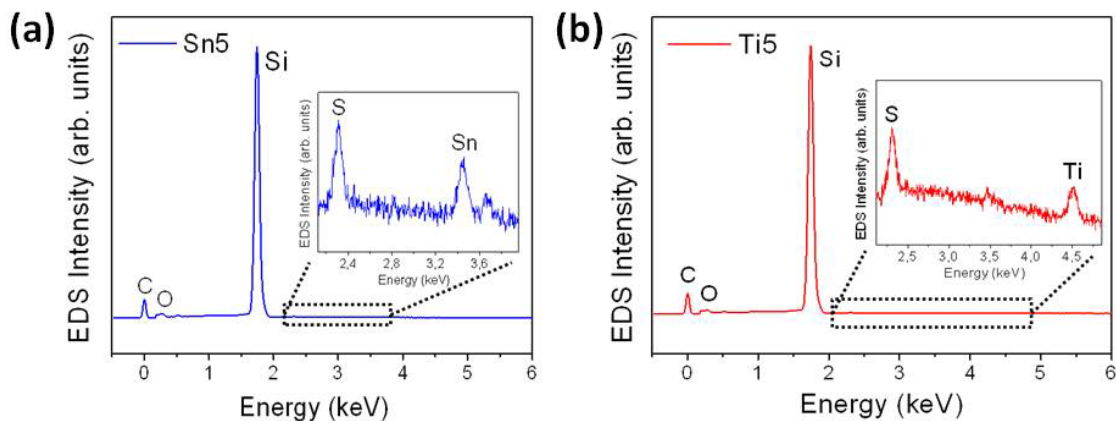 (a)
Sn5
Si
C
O
EDS Intensity (arb. units)
0 1 2 3 4 5 6
Energy (keV)
S
Sn
EDS Intensity (arb. units)
2,4 2,8 3,2 3,6
Energy (keV)
(b)
Ti5
Si
C
O
EDS Intensity (arb. units)
0 1 2 3 4 5 6
Energy (keV)
S
Ti
EDS Intensity (arb. units)
2,5 3,0 3,5 4,0 4,5
Energy (keV)